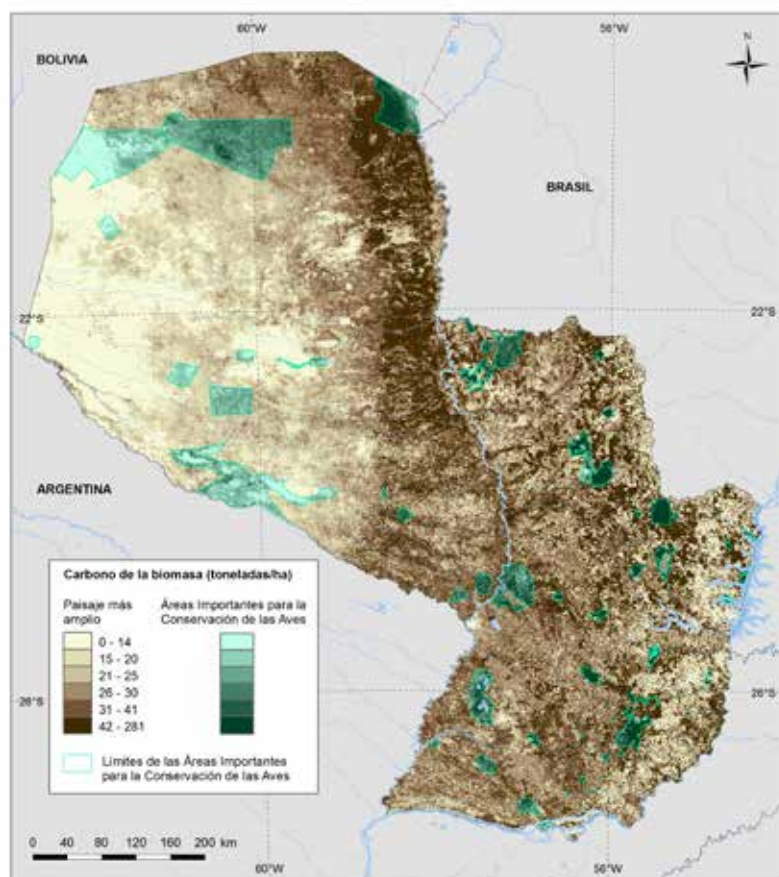 60°W
56°W
N
BOLIVIA
BRASIL
22°S
22°S
ARGENTINA
Carbono de la biomasa (toneladas/ha)
Paisaje más amplio
Áreas Importantes para la Conservación de las Aves
0 - 14
15 - 20
21 - 25
26 - 30
31 - 41
42 - 281
Límites de las Áreas Importantes
para la Conservación de las Aves
26°S
26°S
0 40 80 120 160 200 km
60°W
56°W